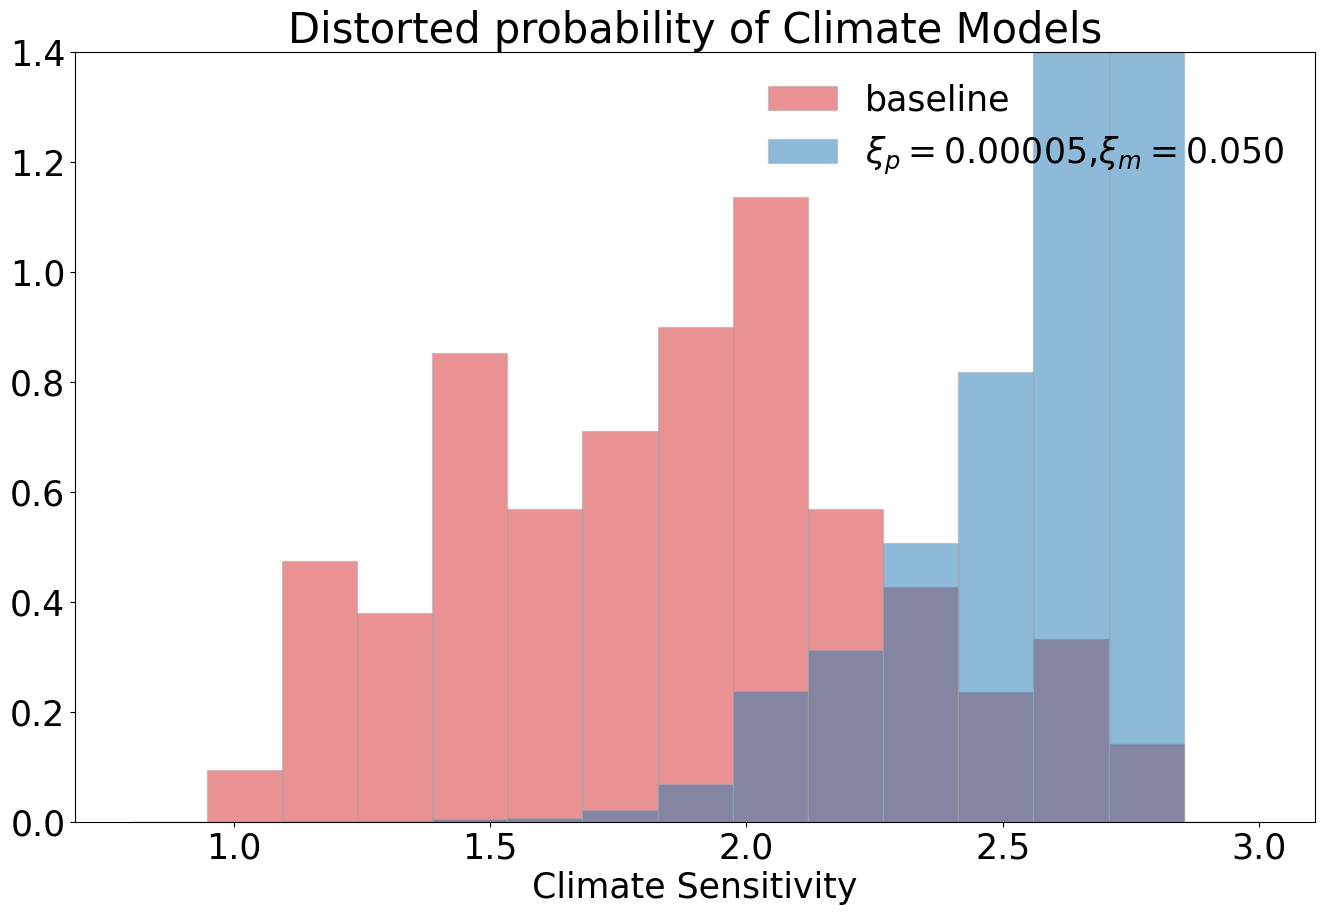 Distorted probability of Climate Models
1.4
1.2
1.0
0.8
0.6
0.4
0.2
0.0
baseline
ξp = 0.00005,ξm = 0.050
1.0 1.5 2.0 2.5 3.0
Climate Sensitivity